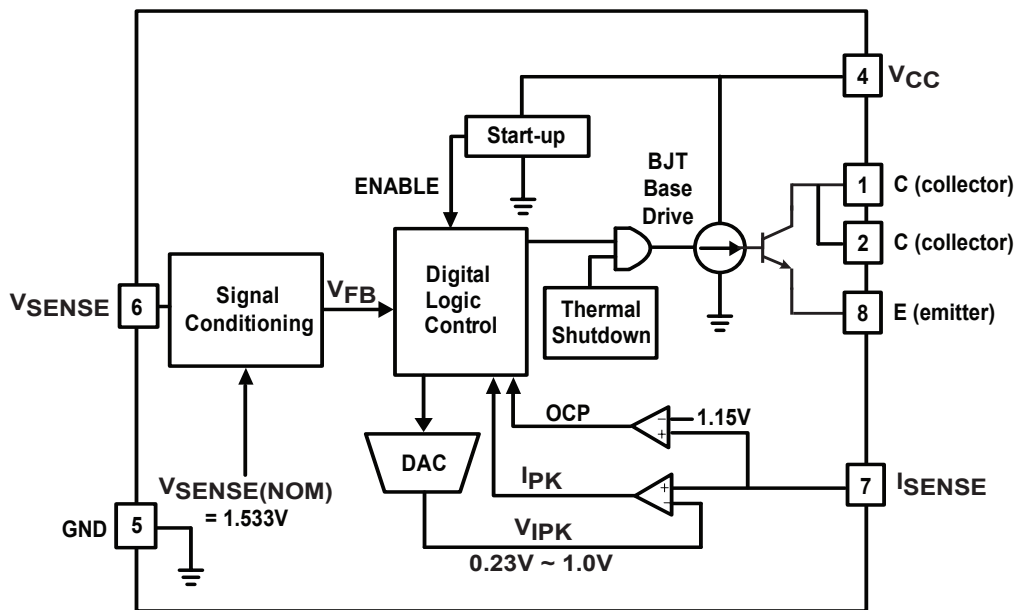 4
VCC
Start-up
ENABLE
BJT
Base
Drive
1
C (collector)
2
C (collector)
8
E (emitter)
VSENSE
6
Signal
Conditioning
VFB
Digital
Logic
Control
Thermal
Shutdown
OCP
−
+
1.15V
DAC
IPK
+
−
7
ISENSE
VSENSE(NOM)
= 1.533V
VIPK
0.23V ~ 1.0V
GND
5